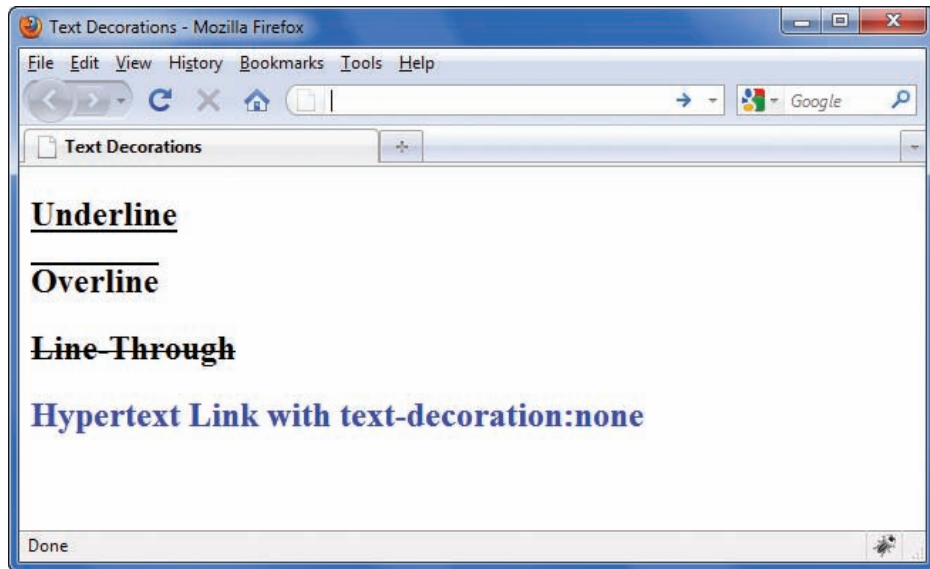 Text Decorations - Mozilla Firefox
File Edit View History Bookmarks Tools Help
Google
Text Decorations
Underline
Overline
Line-Through
Hypertext Link with text-decoration:none
Done